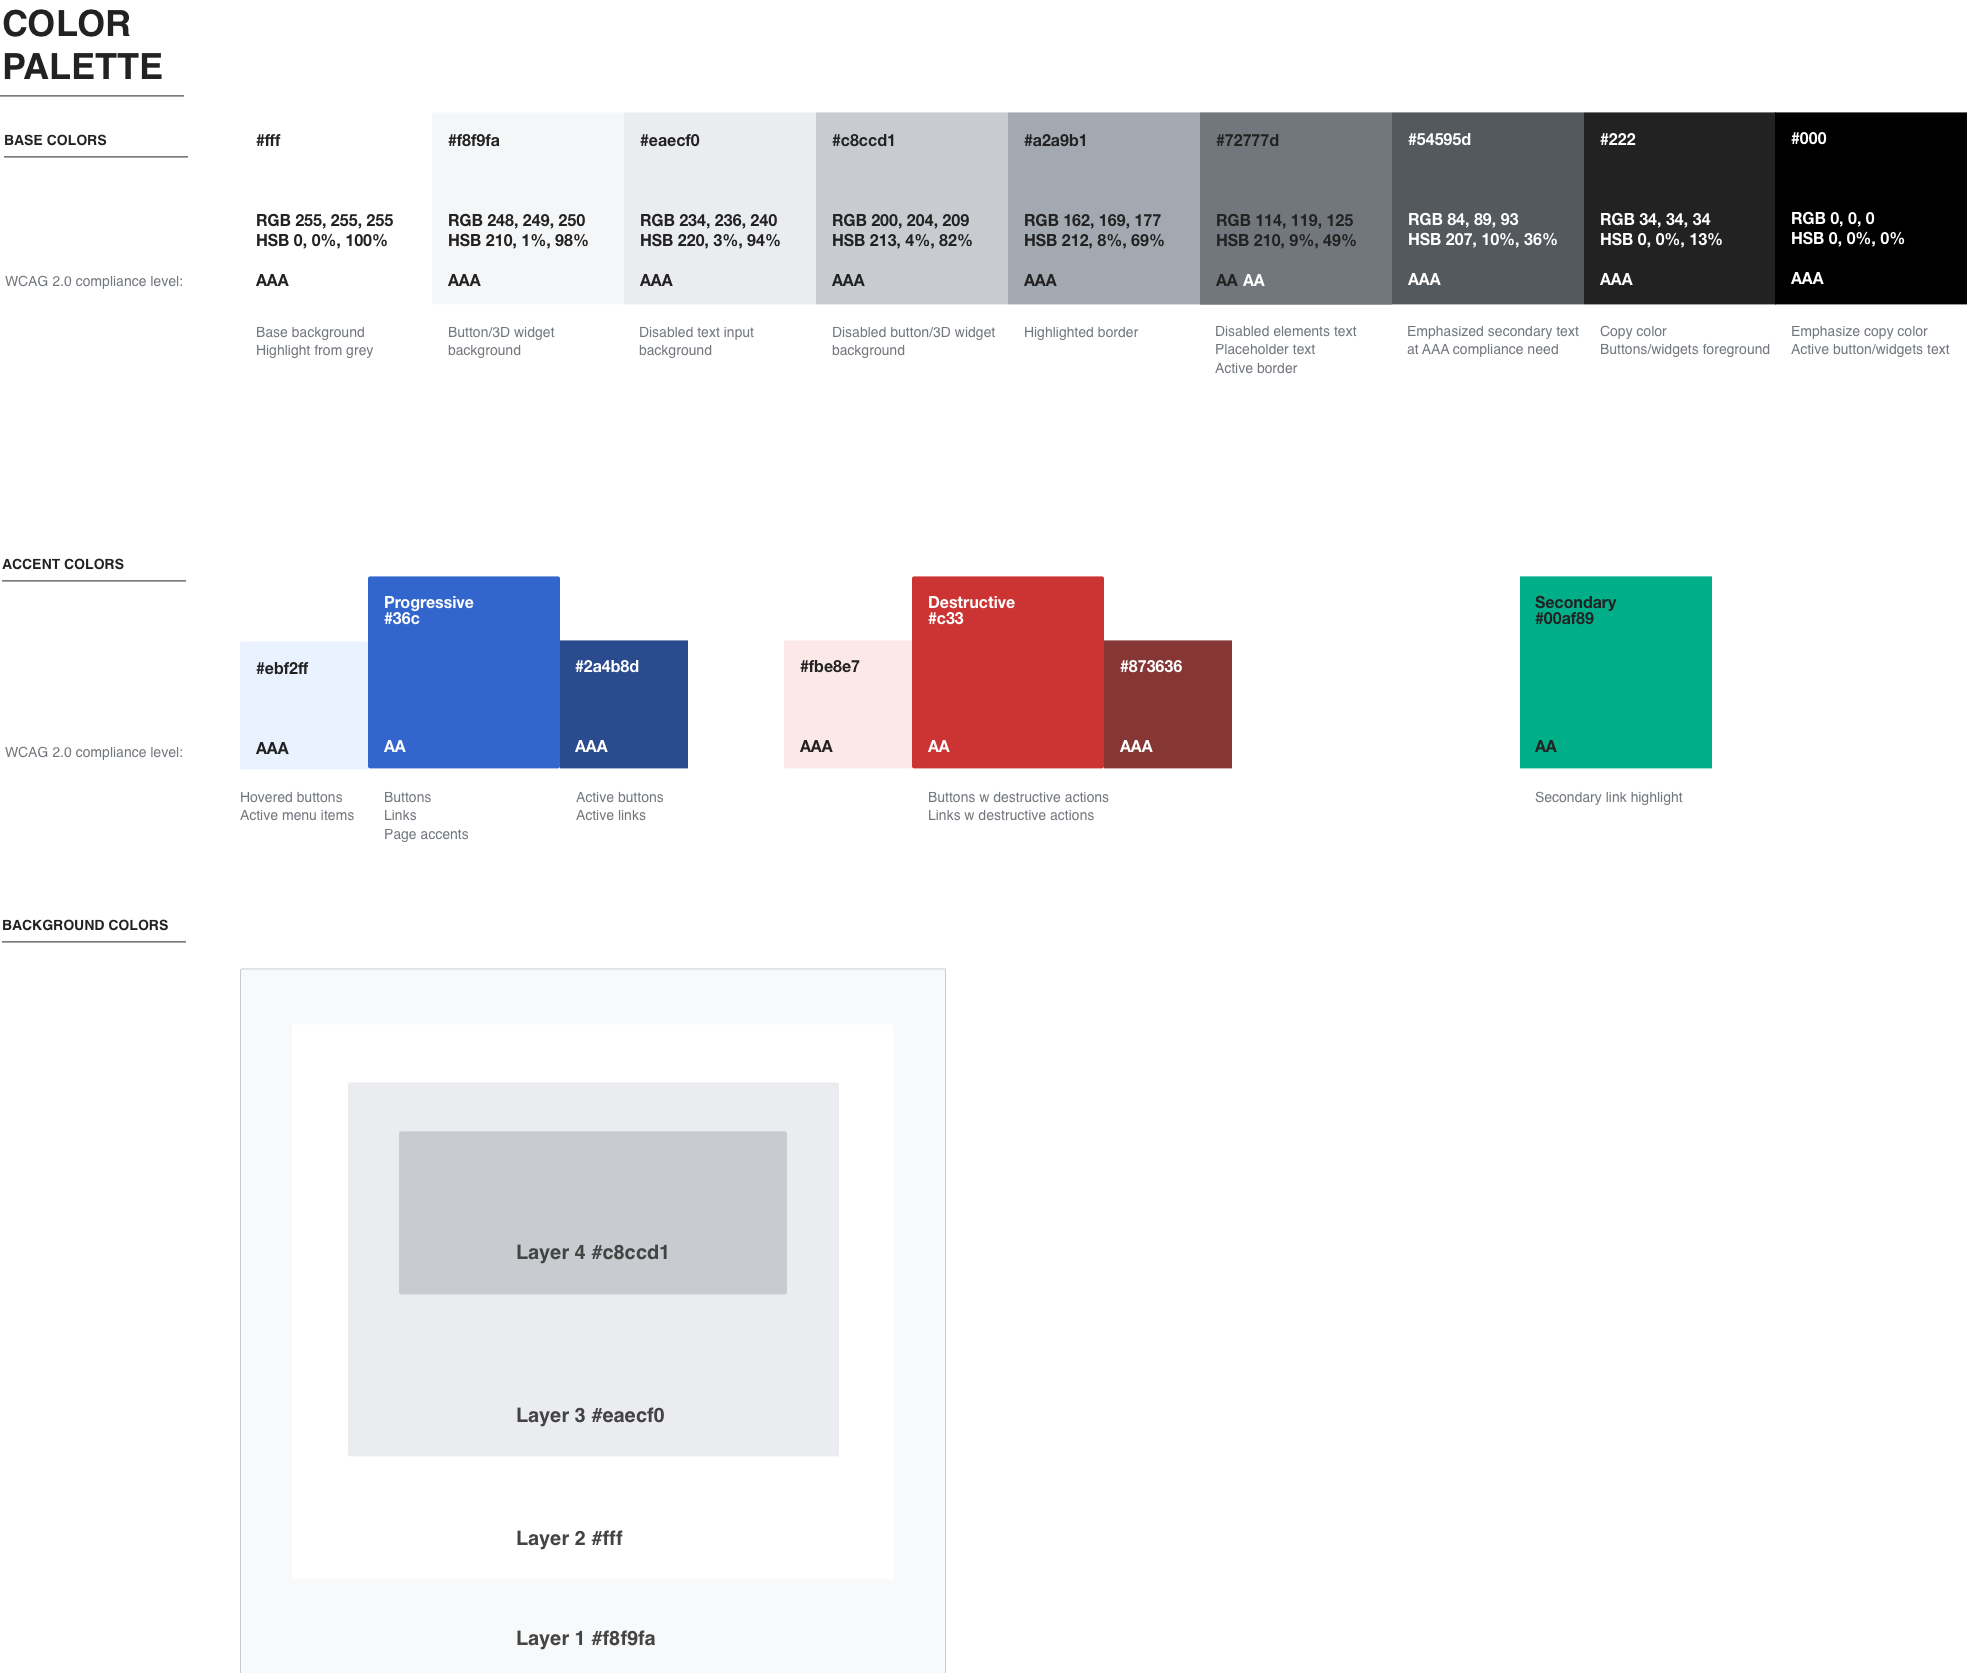 COLOR
PALETTE
BASE COLORS
#fff
#f8f9fa
#eaecf0
#c8ccd1
#a2a9b1
#72777d
#54595d
#222
#000
RGB 255, 255, 255
HSB 0, 0%, 100%
RGB 248, 249, 250
HSB 210, 1%, 98%
RGB 234, 236, 240
HSB 220, 3%, 94%
RGB 200, 204, 209
HSB 213, 4%, 82%
RGB 162, 169, 177
HSB 212, 8%, 69%
RGB 114, 119, 125
HSB 210, 9%, 49%
RGB 84, 89, 93
HSB 207, 10%, 36%
RGB 34, 34, 34
HSB 0, 0%, 13%
RGB 0, 0, 0
HSB 0, 0%, 0%
WCAG 2.0 compliance level:
AAA
AAA
AAA
AAA
AAA
AA AA
AAA
AAA
AAA
Base background
Highlight from grey
Button/3D widget
background
Disabled text input
background
Disabled button/3D widget
background
Highlighted border
Disabled elements text
Placeholder text
Active border
Emphasized secondary text
at AAA compliance need
Copy color
Buttons/widgets foreground
Emphasize copy color
Active button/widgets text
ACCENT COLORS
#ebf2ff
Progressive
#36c
#2a4b8d
#fbe8e7
Destructive
#c33
#873636
Secondary
#00af89
WCAG 2.0 compliance level:
AAA
AA
AAA
AAA
AA
AAA
AA
Hovered buttons
Active menu items
Buttons
Links
Page accents
Active buttons
Active links
Buttons w destructive actions
Links w destructive actions
Secondary link highlight
BACKGROUND COLORS
Layer 4 #c8ccd1
Layer 3 #eaecf0
Layer 2 #fff
Layer 1 #f8f9fa